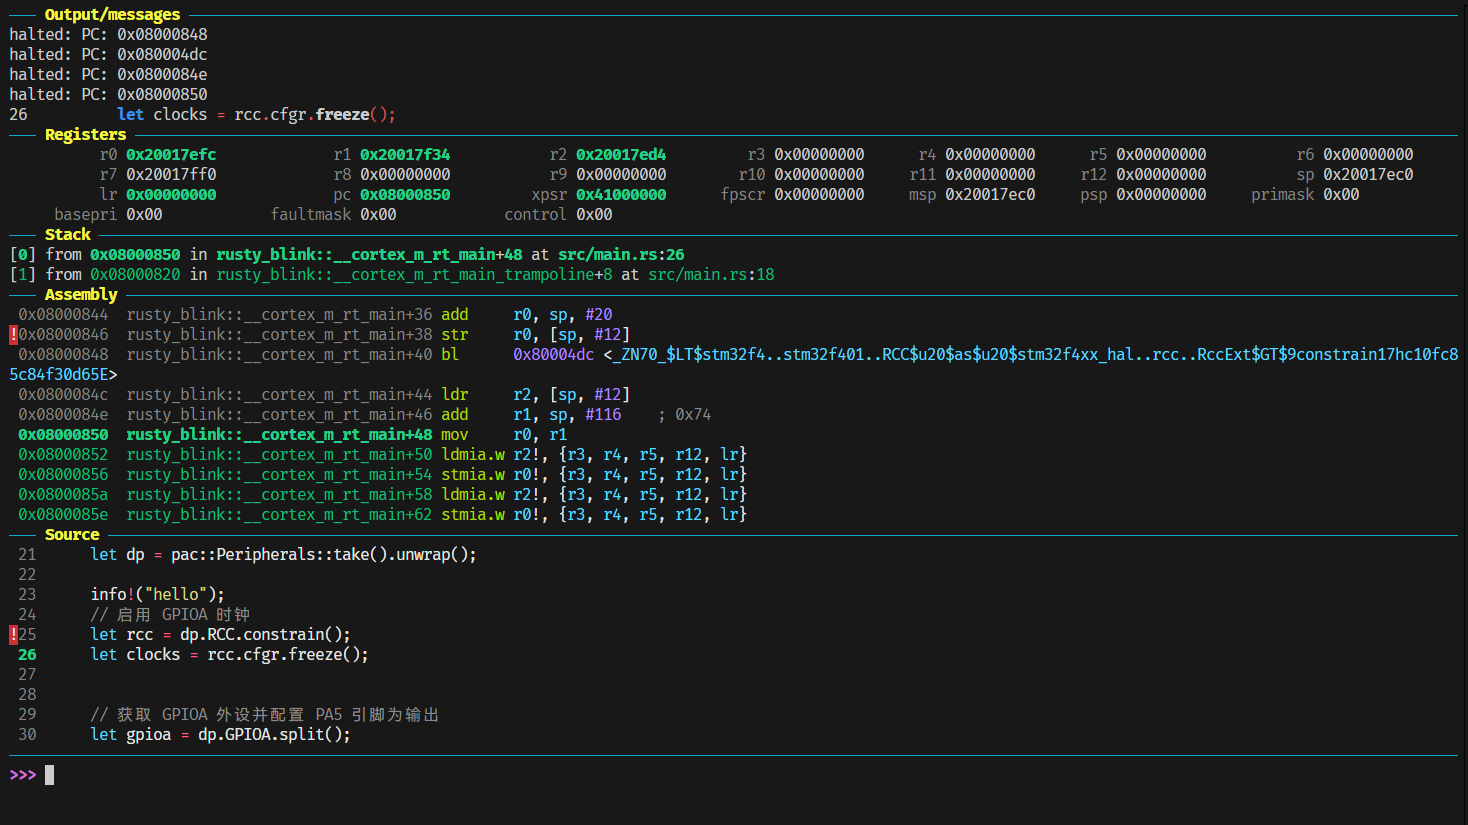 Output/messages
halted: PC: 0x08000848
halted: PC: 0x080004dc
halted: PC: 0x0800084e
halted: PC: 0x08000850
26          let clocks = rcc.cfgr.freeze();
Registers
r0 0x20017efc r1 0x20017f34 r2 0x20017ed4 r3 0x00000000 r4 0x00000000 r5 0x00000000 r6 0x00000000
r7 0x20017ff0 r8 0x00000000 r9 0x00000000 r10 0x00000000 r11 0x00000000 r12 0x00000000 sp 0x20017ec0
lr 0x00000000 pc 0x08000850 xpsr 0x41000000 fpscr 0x00000000 msp 0x20017ec0 psp 0x00000000 primask 0x00
basepri 0x00 faultmask 0x00 control 0x00
Stack
[0] from 0x08000850 in rusty_blink::__cortex_m_rt_main+48 at src/main.rs:26
[1] from 0x08000820 in rusty_blink::__cortex_m_rt_main_trampoline+8 at src/main.rs:18
Assembly
0x08000844  rusty_blink::__cortex_m_rt_main+36 add     r0, sp, #20
!0x08000846  rusty_blink::__cortex_m_rt_main+38 str     r0, [sp, #12]
0x08000848  rusty_blink::__cortex_m_rt_main+40 bl      0x80004dc <_ZN70_$LT$stm32f4..stm32f401..RCC$u20$as$u20$stm32f4xx_hal..rcc..RccExt$GT$9constrain17hc10fc8
5c84f30d65E>
0x0800084c  rusty_blink::__cortex_m_rt_main+44 ldr     r2, [sp, #12]
0x0800084e  rusty_blink::__cortex_m_rt_main+46 add     r1, sp, #116    ; 0x74
0x08000850  rusty_blink::__cortex_m_rt_main+48 mov     r0, r1
0x08000852  rusty_blink::__cortex_m_rt_main+50 ldmia.w r2!, {r3, r4, r5, r12, lr}
0x08000856  rusty_blink::__cortex_m_rt_main+54 stmia.w r0!, {r3, r4, r5, r12, lr}
0x0800085a  rusty_blink::__cortex_m_rt_main+58 ldmia.w r2!, {r3, r4, r5, r12, lr}
0x0800085e  rusty_blink::__cortex_m_rt_main+62 stmia.w r0!, {r3, r4, r5, r12, lr}
Source
21      let dp = pac::Peripherals::take().unwrap();
22
23      info!("hello");
24      // 启用 GPIOA 时钟
!25      let rcc = dp.RCC.constrain();
26      let clocks = rcc.cfgr.freeze();
27
28
29      // 获取 GPIOA 外设并配置 PA5 引脚为输出
30      let gpioa = dp.GPIOA.split();
>>>